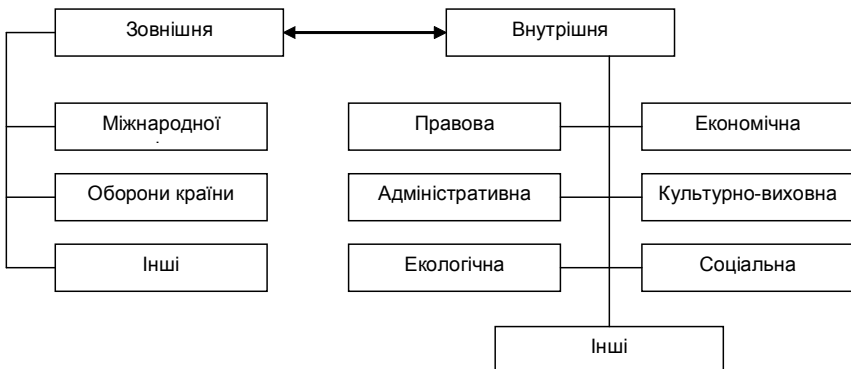 Зовнішня
Внутрішня
Міжнародної
Правова
Економічна
Оборони країни
Адміністративна
Культурно-виховна
Інші
Екологічна
Соціальна
Інші